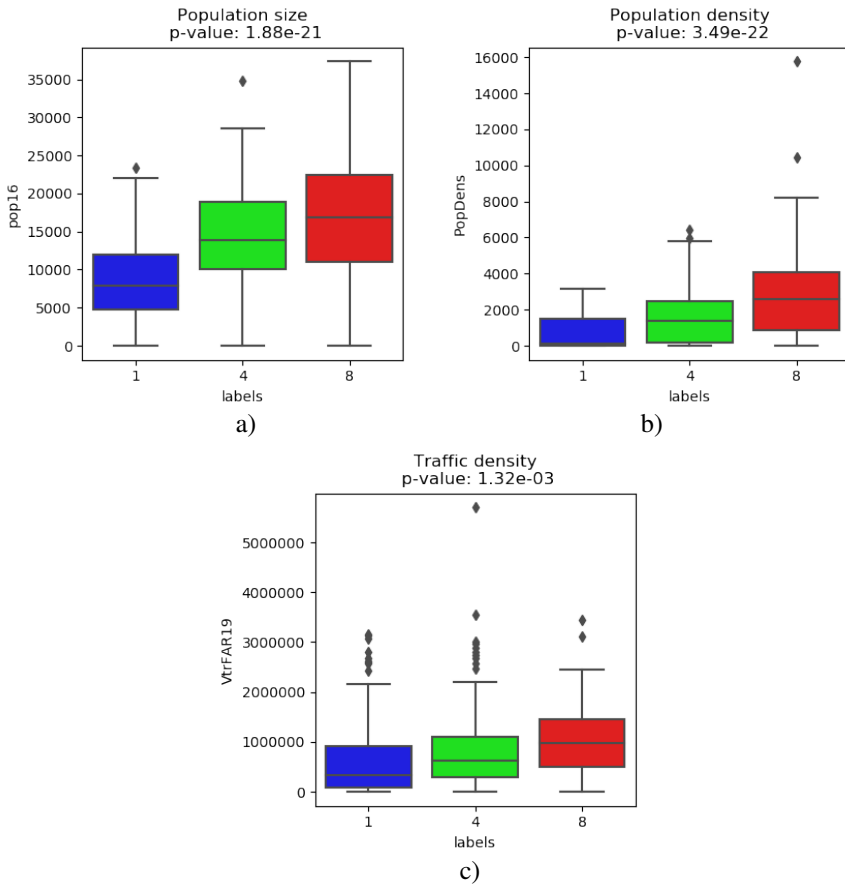 Population size
p-value: 1.88e-21
35000
30000
25000
20000
15000
10000
5000
0
pop16
1 4 8
labels
a)
Population density
p-value: 3.49e-22
16000
14000
12000
10000
8000
6000
4000
2000
0
PopDens
1 4 8
labels
b)
Traffic density
p-value: 1.32e-03
5000000
4000000
3000000
2000000
1000000
0
VtrFAR19
1 4 8
labels
c)